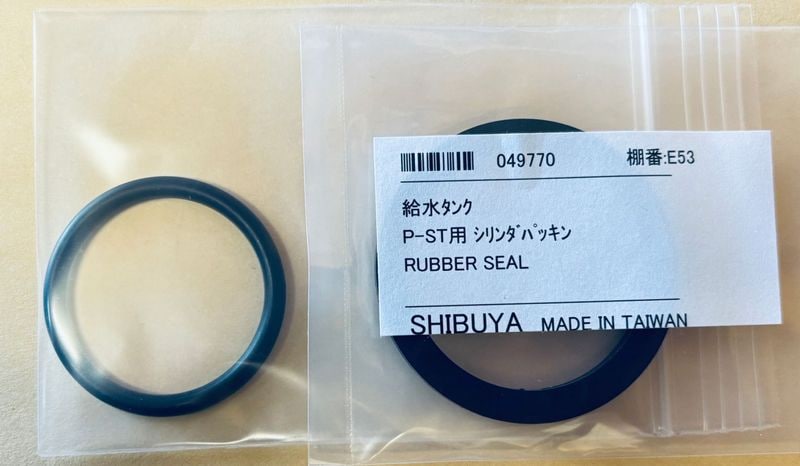 049770 棚番:E53
給水ﾀﾝｸ
P-ST用 ｼﾘﾝﾀﾞﾊﾟｯｷﾝ
RUBBER SEAL
SHIBUYA MADE IN TAIWAN